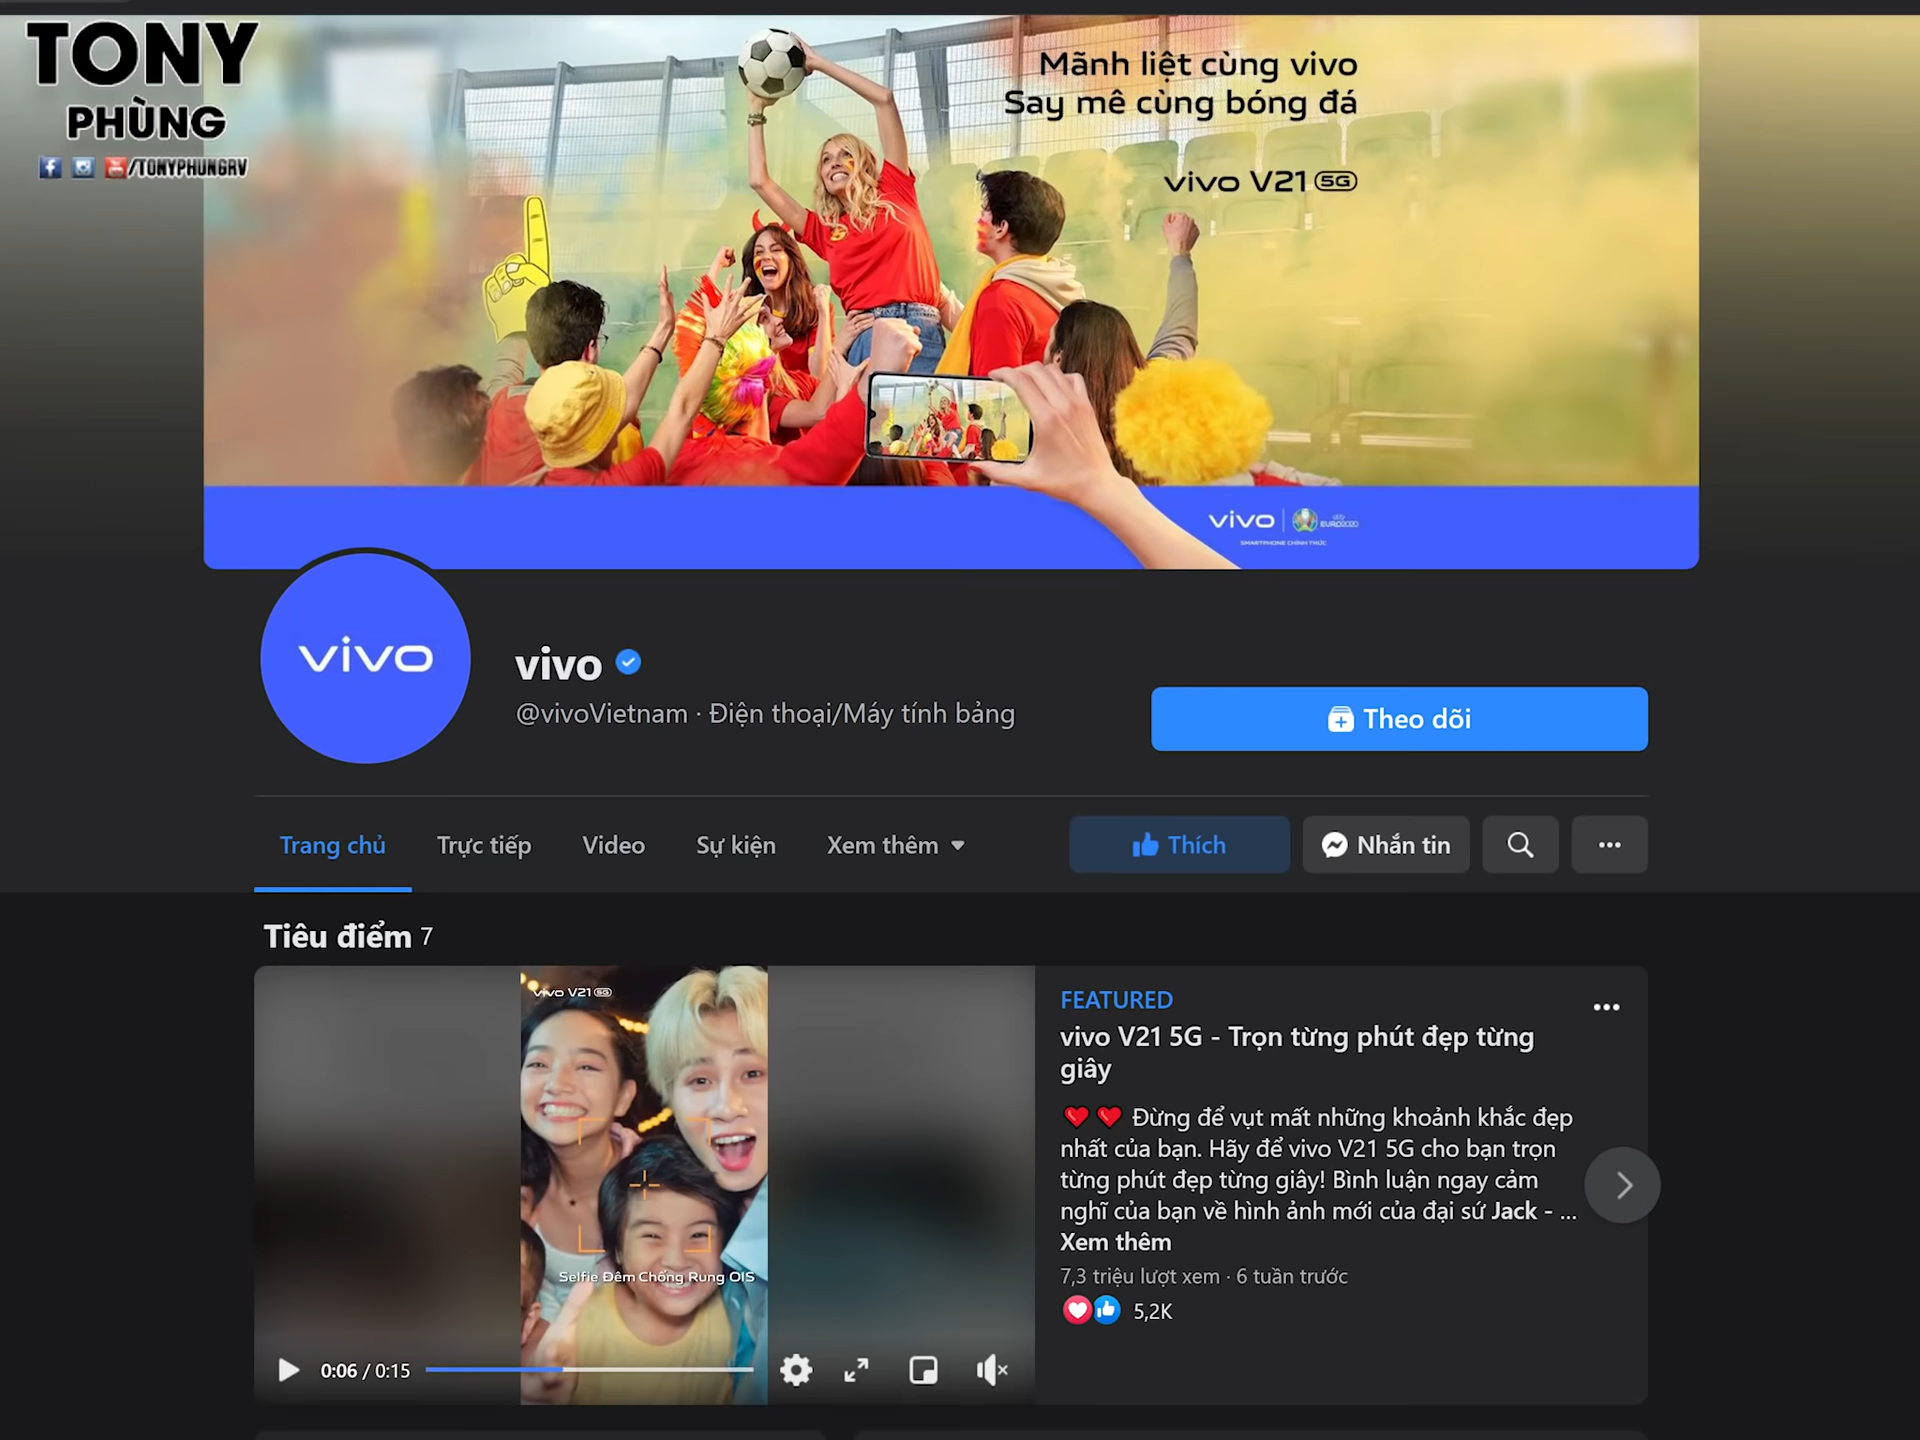 TONY
PHÙNG
/TONYPHUNGRV
Mãnh liệt cùng vivo
Say mê cùng bóng đá
vivo V21 5G
vivo
EURO2020
SMARTPHONE CHÍNH THỨC
vivo
vivo
@vivoVietnam · Điện thoại/Máy tính bảng
Theo dõi
Trang chủ
Trực tiếp
Video
Sự kiện
Xem thêm
Thích
Nhắn tin
Tiêu điểm 7
vivo V21 5G
Selfie Đêm Chống Rung OIS
0:06 / 0:15
FEATURED
vivo V21 5G - Trọn từng phút đẹp từng
giây
Đừng để vụt mất những khoảnh khắc đẹp
nhất của bạn. Hãy để vivo V21 5G cho bạn trọn
từng phút đẹp từng giây! Bình luận ngay cảm
nghĩ của bạn về hình ảnh mới của đại sứ Jack - ...
Xem thêm
7,3 triệu lượt xem · 6 tuần trước
5,2K